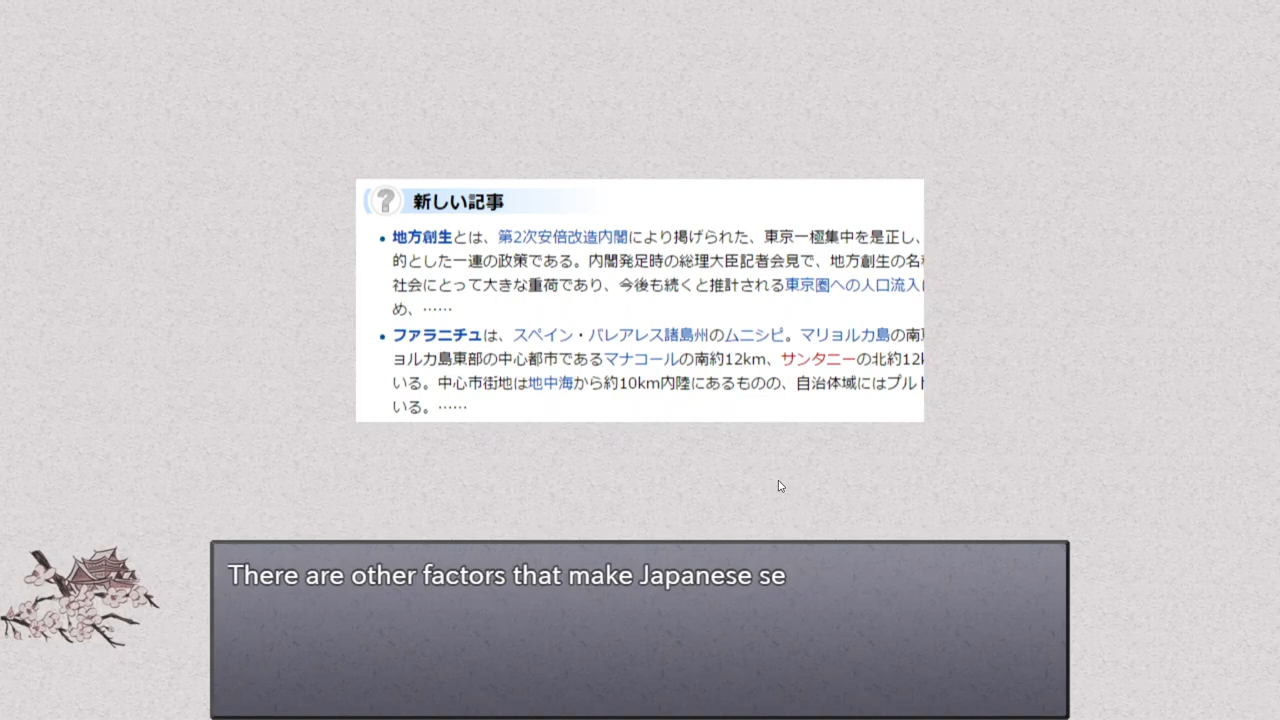 新しい記事
地方創生とは、第2次安倍改造内閣により掲げられた、東京一極集中を是正し、
的とした一連の政策である。内閣発足時の総理大臣記者会見で、地方創生の名
社会にとって大きな重荷であり、今後も続くと推計される東京圏への人口流入
め、……
ファラニチュは、スペイン・バレアレス諸島州のムニシピ。マリョルカ島の南
ョルカ島東部の中心都市であるマナコールの南約12km、サンタニーの北約12k
いる。中心市街地は地中海から約10km内陸にあるものの、自治体域にはプルト
いる。……
There are other factors that make Japanese se